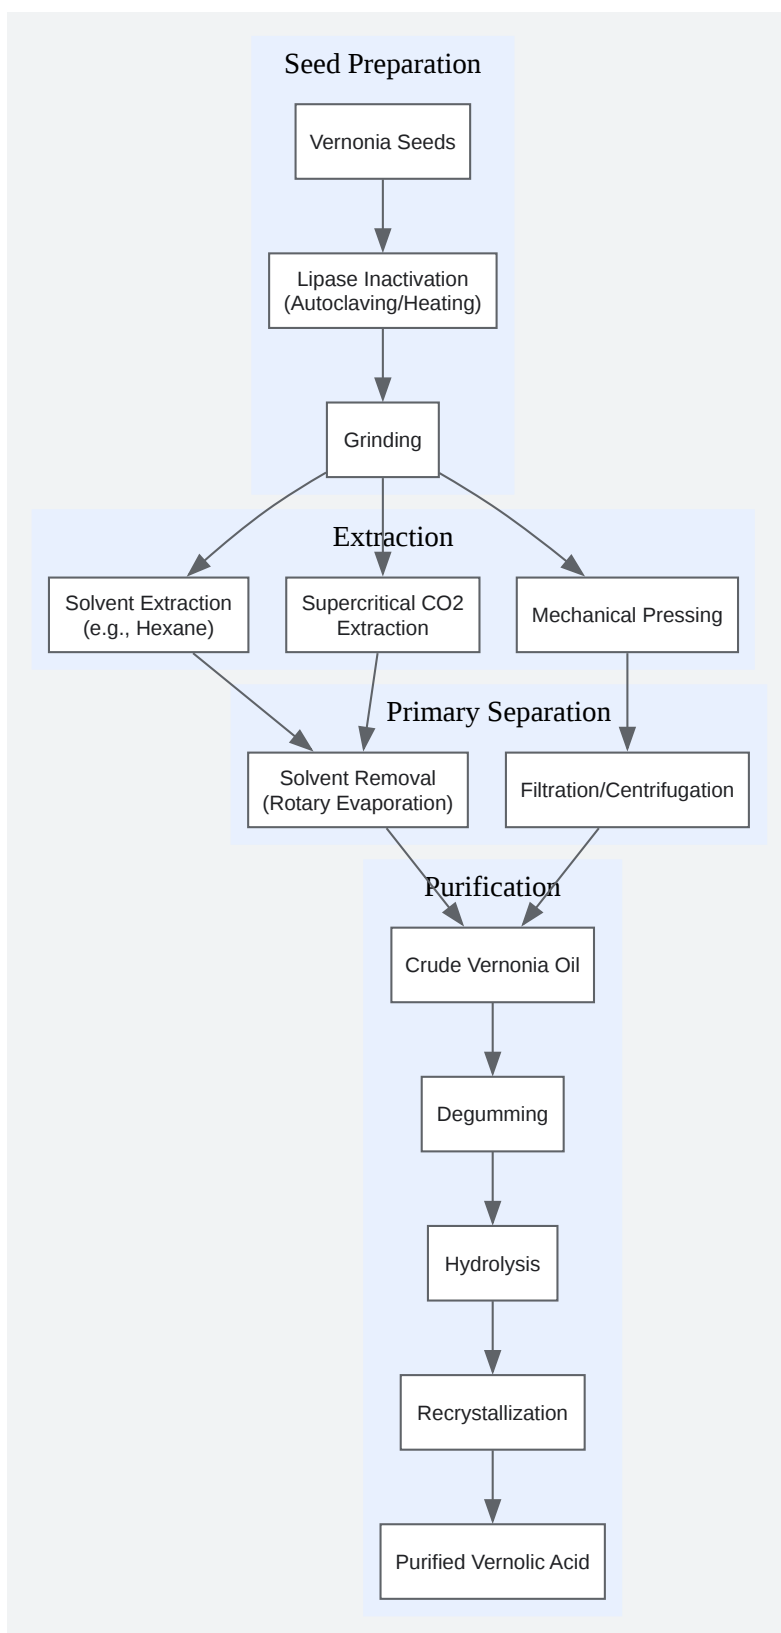 Seed Preparation
Vernonia Seeds
Lipase Inactivation
(Autoclaving/Heating)
Grinding
Extraction
Solvent Extraction
(e.g., Hexane)
Supercritical CO2
Extraction
Mechanical Pressing
Primary Separation
Solvent Removal
(Rotary Evaporation)
Filtration/Centrifugation
Purification
Crude Vernonia Oil
Degumming
Hydrolysis
Recrystallization
Purified Vernolic Acid